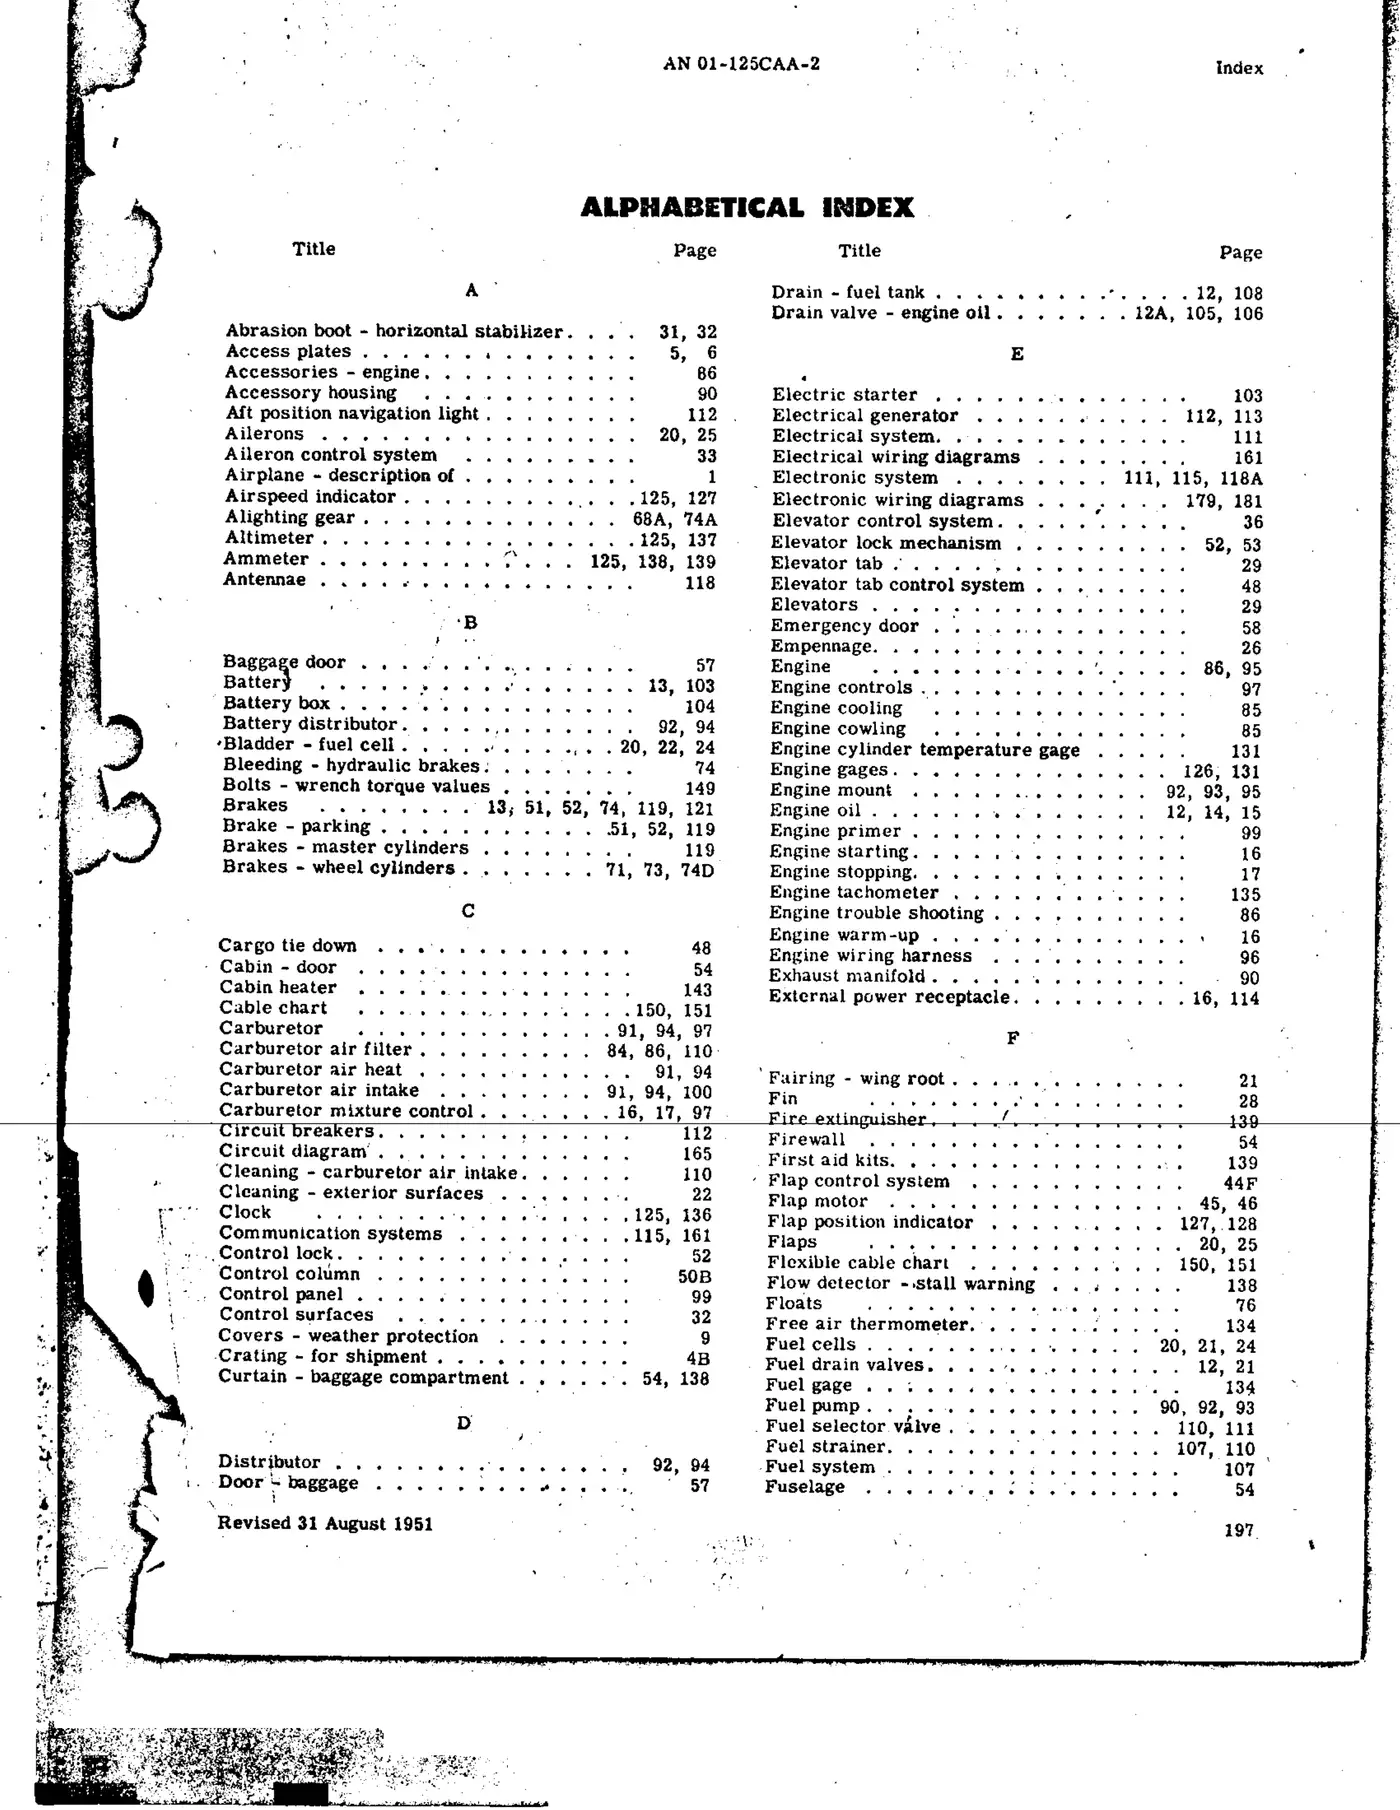 AN 01-125CAA-2
Index
ALPHABETICAL INDEX
Title Page
A
Abrasion boot - horizontal stabilizer. . . . 31, 32
Access plates . . . . . . . . . . . . . . 5, 6
Accessories - engine. . . . . . . . . . . 86
Accessory housing . . . . . . . . . . . 90
Aft position navigation light . . . . . . . . 112
Ailerons . . . . . . . . . . . . . . . . 20, 25
Aileron control system . . . . . . . . . 33
Airplane - description of . . . . . . . . . . 1
Airspeed indicator . . . . . . . . . . . . 125, 127
Alighting gear . . . . . . . . . . . . . 68A, 74A
Altimeter . . . . . . . . . . . . . . . . 125, 137
Ammeter . . . . . . . . . . . . . 125, 138, 139
Antennae . . . . . . . . . . . . . . . . 118
B
Baggage door . . . . . . . . . . . . . . 57
Battery . . . . . . . . . . . . . . . . 13, 103
Battery box . . . . . . . . . . . . . . . 104
Battery distributor. . . . . . . . . . . . 92, 94
Bladder - fuel cell . . . . . . . . . . . 20, 22, 24
Bleeding - hydraulic brakes. . . . . . . . 74
Bolts - wrench torque values . . . . . . . 149
Brakes . . . . . . . . 13, 51, 52, 74, 119, 121
Brake - parking . . . . . . . . . . . . 51, 52, 119
Brakes - master cylinders . . . . . . . . 119
Brakes - wheel cylinders . . . . . . . 71, 73, 74D
C
Cargo tie down . . . . . . . . . . . . . 48
Cabin - door . . . . . . . . . . . . . . 54
Cabin heater . . . . . . . . . . . . . . 143
Cable chart . . . . . . . . . . . . . . 150, 151
Carburetor . . . . . . . . . . . . . 91, 94, 97
Carburetor air filter . . . . . . . . . 84, 86, 110
Carburetor air heat . . . . . . . . . . . 91, 94
Carburetor air intake . . . . . . . . 91, 94, 100
Carburetor mixture control . . . . . . . 16, 17, 97
Circuit breakers. . . . . . . . . . . . . 112
Circuit diagram . . . . . . . . . . . . . 165
Cleaning - carburetor air intake. . . . . . 110
Cleaning - exterior surfaces . . . . . . . 22
Clock . . . . . . . . . . . . . . . . 125, 136
Communication systems . . . . . . . . . 115, 161
Control lock. . . . . . . . . . . . . . . 52
Control column . . . . . . . . . . . . . 50B
Control panel . . . . . . . . . . . . . . 99
Control surfaces . . . . . . . . . . . . 32
Covers - weather protection . . . . . . . 9
Crating - for shipment . . . . . . . . . . 4B
Curtain - baggage compartment . . . . . . 54, 138
D
Distributor . . . . . . . . . . . . . . . 92, 94
Door - baggage . . . . . . . . . . . . . 57
Title Page
Drain - fuel tank . . . . . . . . . . . . . 12, 108
Drain valve - engine oil . . . . . . . 12A, 105, 106
E
Electric starter . . . . . . . . . . . . . 103
Electrical generator . . . . . . . . . . 112, 113
Electrical system. . . . . . . . . . . . . 111
Electrical wiring diagrams . . . . . . . . 161
Electronic system . . . . . . . . 111, 115, 118A
Electronic wiring diagrams . . . . . . . 179, 181
Elevator control system. . . . . . . . . . 36
Elevator lock mechanism . . . . . . . . . 52, 53
Elevator tab . . . . . . . . . . . . . . . 29
Elevator tab control system . . . . . . . . 48
Elevators . . . . . . . . . . . . . . . . 29
Emergency door . . . . . . . . . . . . . 58
Empennage. . . . . . . . . . . . . . . . 26
Engine . . . . . . . . . . . . . . . . 86, 95
Engine controls . . . . . . . . . . . . . . 97
Engine cooling . . . . . . . . . . . . . 85
Engine cowling . . . . . . . . . . . . . 85
Engine cylinder temperature gage . . . . . 131
Engine gages . . . . . . . . . . . . . . 126, 131
Engine mount . . . . . . . . . . . . 92, 93, 95
Engine oil . . . . . . . . . . . . . . 12, 14, 15
Engine primer . . . . . . . . . . . . . . 99
Engine starting. . . . . . . . . . . . . . 16
Engine stopping. . . . . . . . . . . . . . 17
Engine tachometer . . . . . . . . . . . . 135
Engine trouble shooting . . . . . . . . . . 86
Engine warm-up . . . . . . . . . . . . . 16
Engine wiring harness . . . . . . . . . . 96
Exhaust manifold . . . . . . . . . . . . . 90
External power receptacle. . . . . . . . . 16, 114
F
Fairing - wing root . . . . . . . . . . . . 21
Fin . . . . . . . . . . . . . . . . 28
Fire extinguisher. . . . . . . . . . . . . 139
Firewall . . . . . . . . . . . . . . . . 54
First aid kits. . . . . . . . . . . . . . . 139
Flap control system . . . . . . . . . . . 44F
Flap motor . . . . . . . . . . . . . . . 45, 46
Flap position indicator . . . . . . . . . 127, 128
Flaps . . . . . . . . . . . . . . . . 20, 25
Flexible cable chart . . . . . . . . . . 150, 151
Flow detector - stall warning . . . . . . . 138
Floats . . . . . . . . . . . . . . . . 76
Free air thermometer. . . . . . . . . . . 134
Fuel cells . . . . . . . . . . . . . . 20, 21, 24
Fuel drain valves. . . . . . . . . . . . . 12, 21
Fuel gage . . . . . . . . . . . . . . . . 134
Fuel pump . . . . . . . . . . . . . . 90, 92, 93
Fuel selector valve . . . . . . . . . . . 110, 111
Fuel strainer. . . . . . . . . . . . . . 107, 110
Fuel system . . . . . . . . . . . . . . . 107
Fuselage . . . . . . . . . . . . . . . . 54
Revised 31 August 1951
197